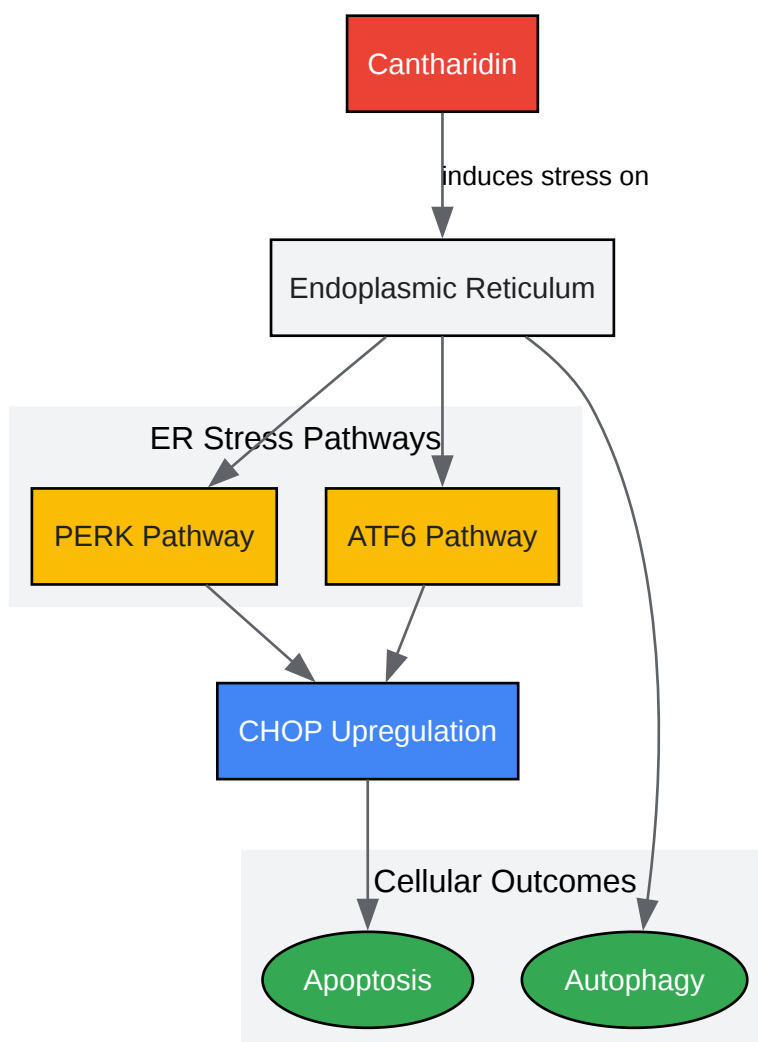 Cantharidin
induces stress on
Endoplasmic Reticulum
ER Stress Pathways
PERK Pathway
ATF6 Pathway
CHOP Upregulation
Cellular Outcomes
Apoptosis
Autophagy